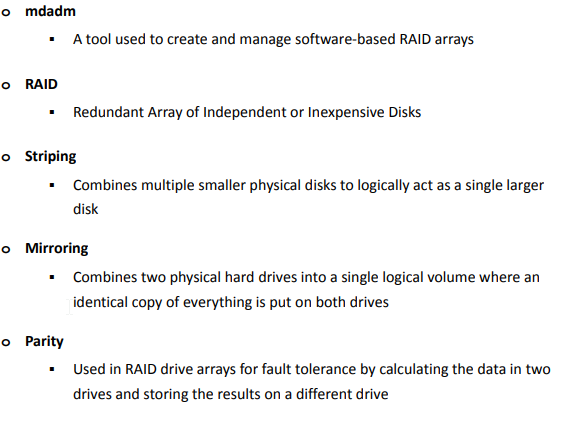 o mdadm
▪ A tool used to create and manage software-based RAID arrays
o RAID
▪ Redundant Array of Independent or Inexpensive Disks
o Striping
▪ Combines multiple smaller physical disks to logically act as a single larger
disk
o Mirroring
▪ Combines two physical hard drives into a single logical volume where an
identical copy of everything is put on both drives
o Parity
▪ Used in RAID drive arrays for fault tolerance by calculating the data in two
drives and storing the results on a different drive